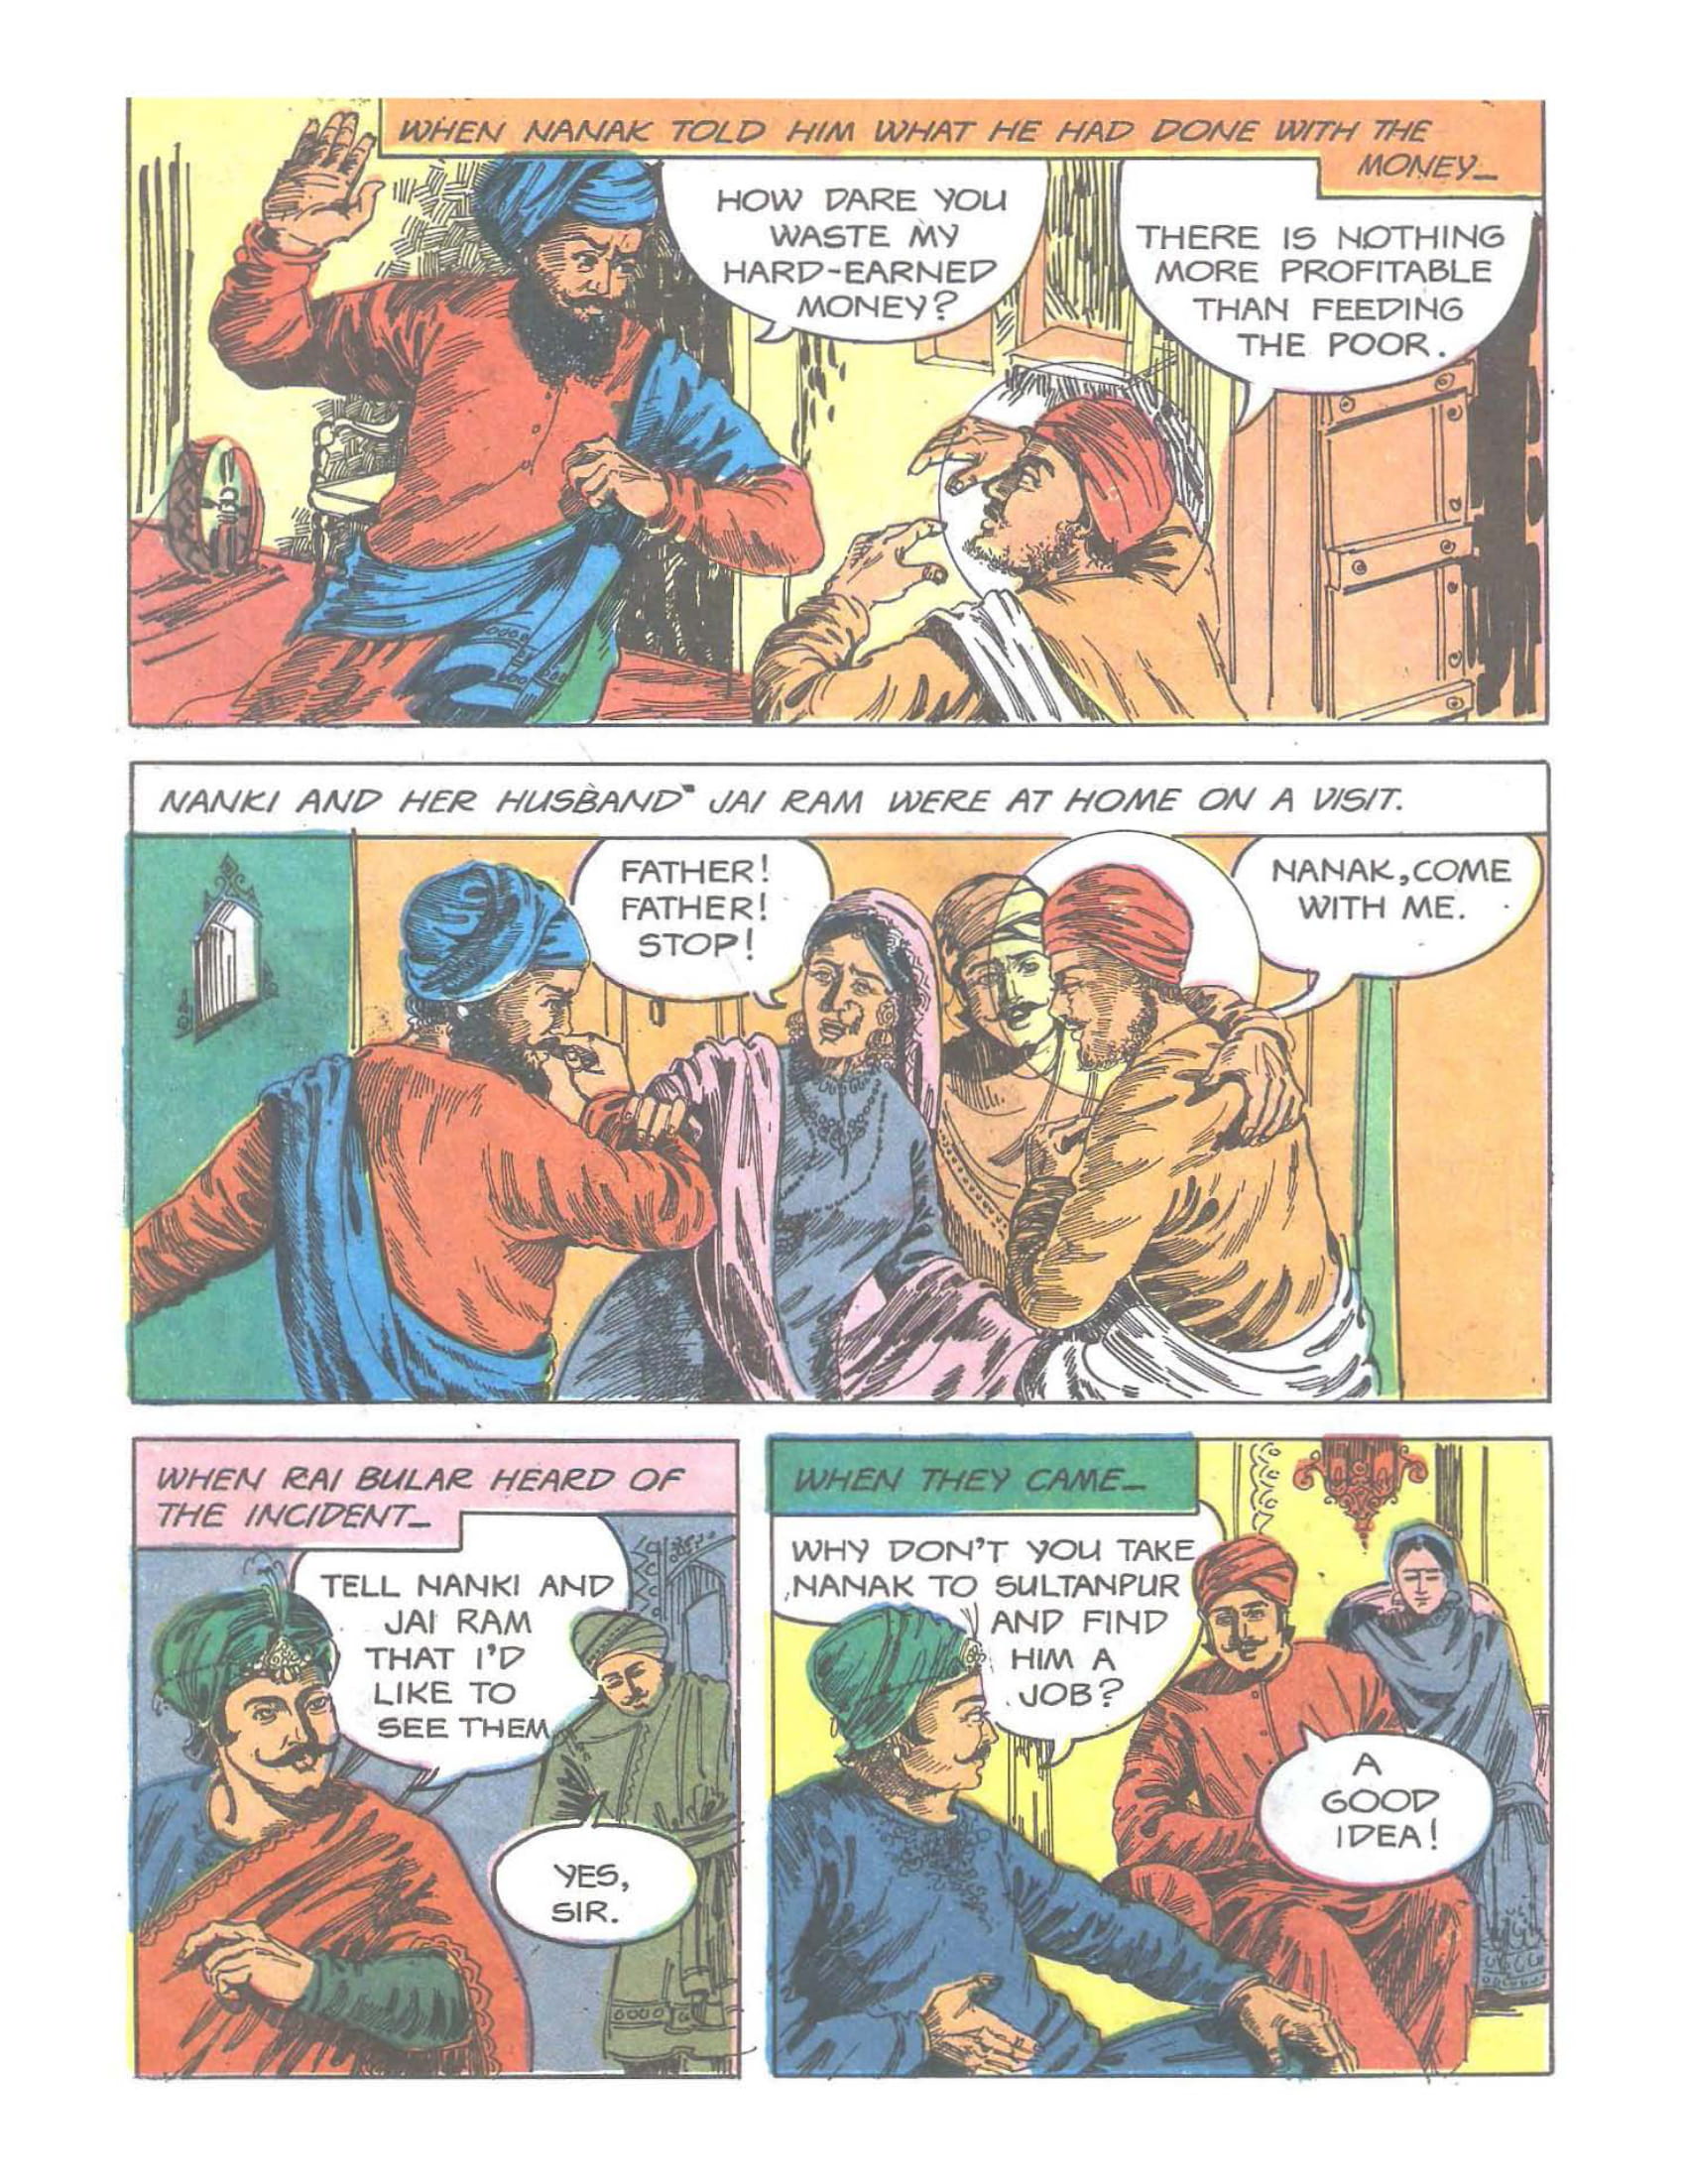 WHEN NANAK TOLD HIM WHAT HE HAD DONE WITH THE
MONEY_
HOW DARE YOU
WASTE MY
HARD-EARNED
MONEY?
THERE IS NOTHING
MORE PROFITABLE
THAN FEEDING
THE POOR.
NANKI AND HER HUSBAND JAI RAM WERE AT HOME ON A VISIT.
FATHER!
FATHER!
STOP!
NANAK, COME
WITH ME.
WHEN RAI BULAR HEARD OF
THE INCIDENT_
TELL NANKI AND
JAI RAM
THAT I'D
LIKE TO
SEE THEM
YES,
SIR.
WHEN THEY CAME_
WHY DON'T YOU TAKE
NANAK TO SULTANPUR
AND FIND
HIM A
JOB?
A
GOOD
IDEA!